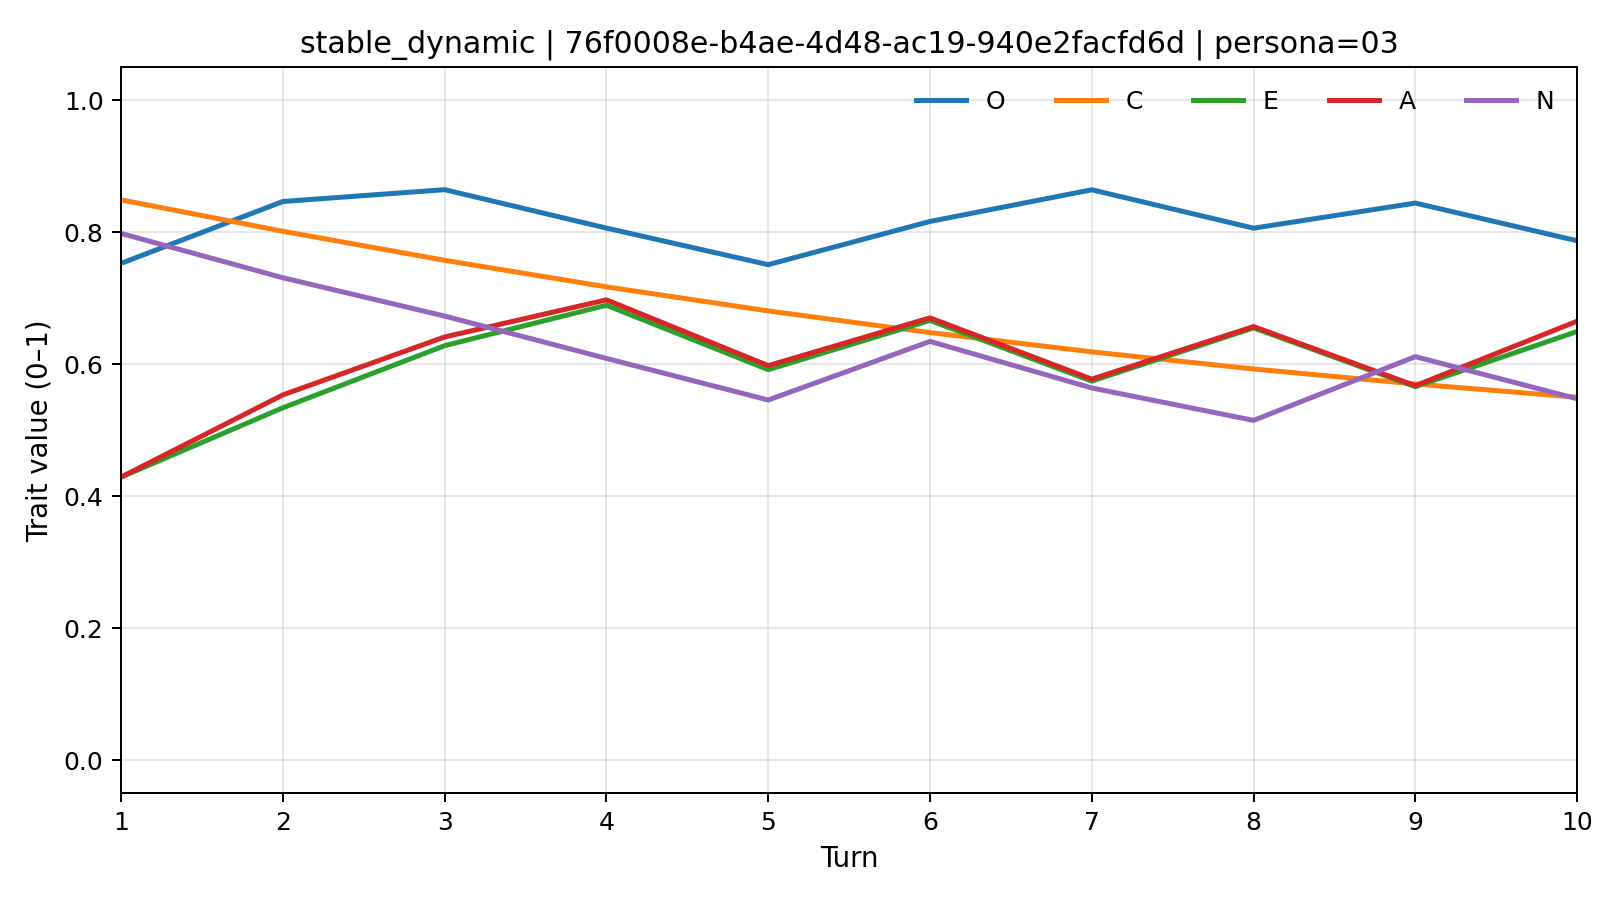 stable_dynamic | 76f0008e-b4ae-4d48-ac19-940e2facfd6d | persona=03
O C E A N
1.0
0.8
0.6
0.4
0.2
0.0
Trait value (0–1)
1 2 3 4 5 6 7 8 9 10
Turn